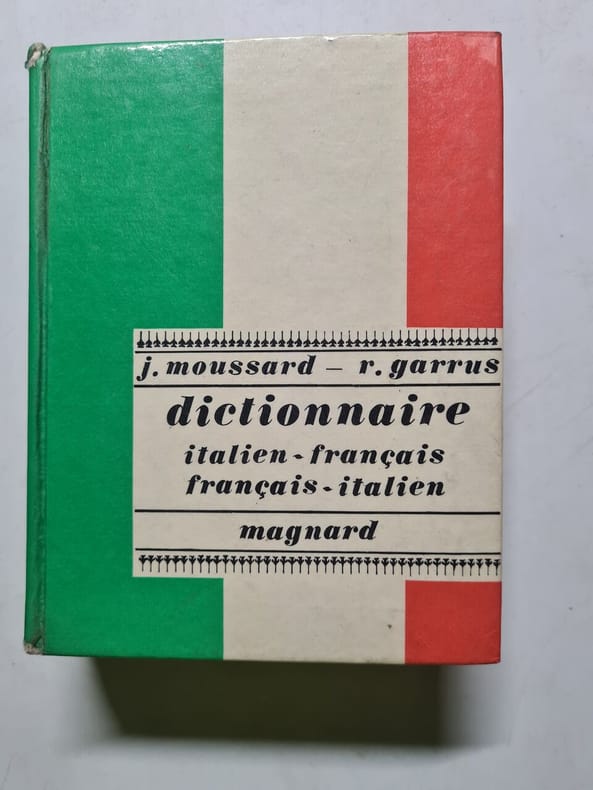 j. moussard – r. garrus
dictionnaire
italien-français
français-italien
magnard